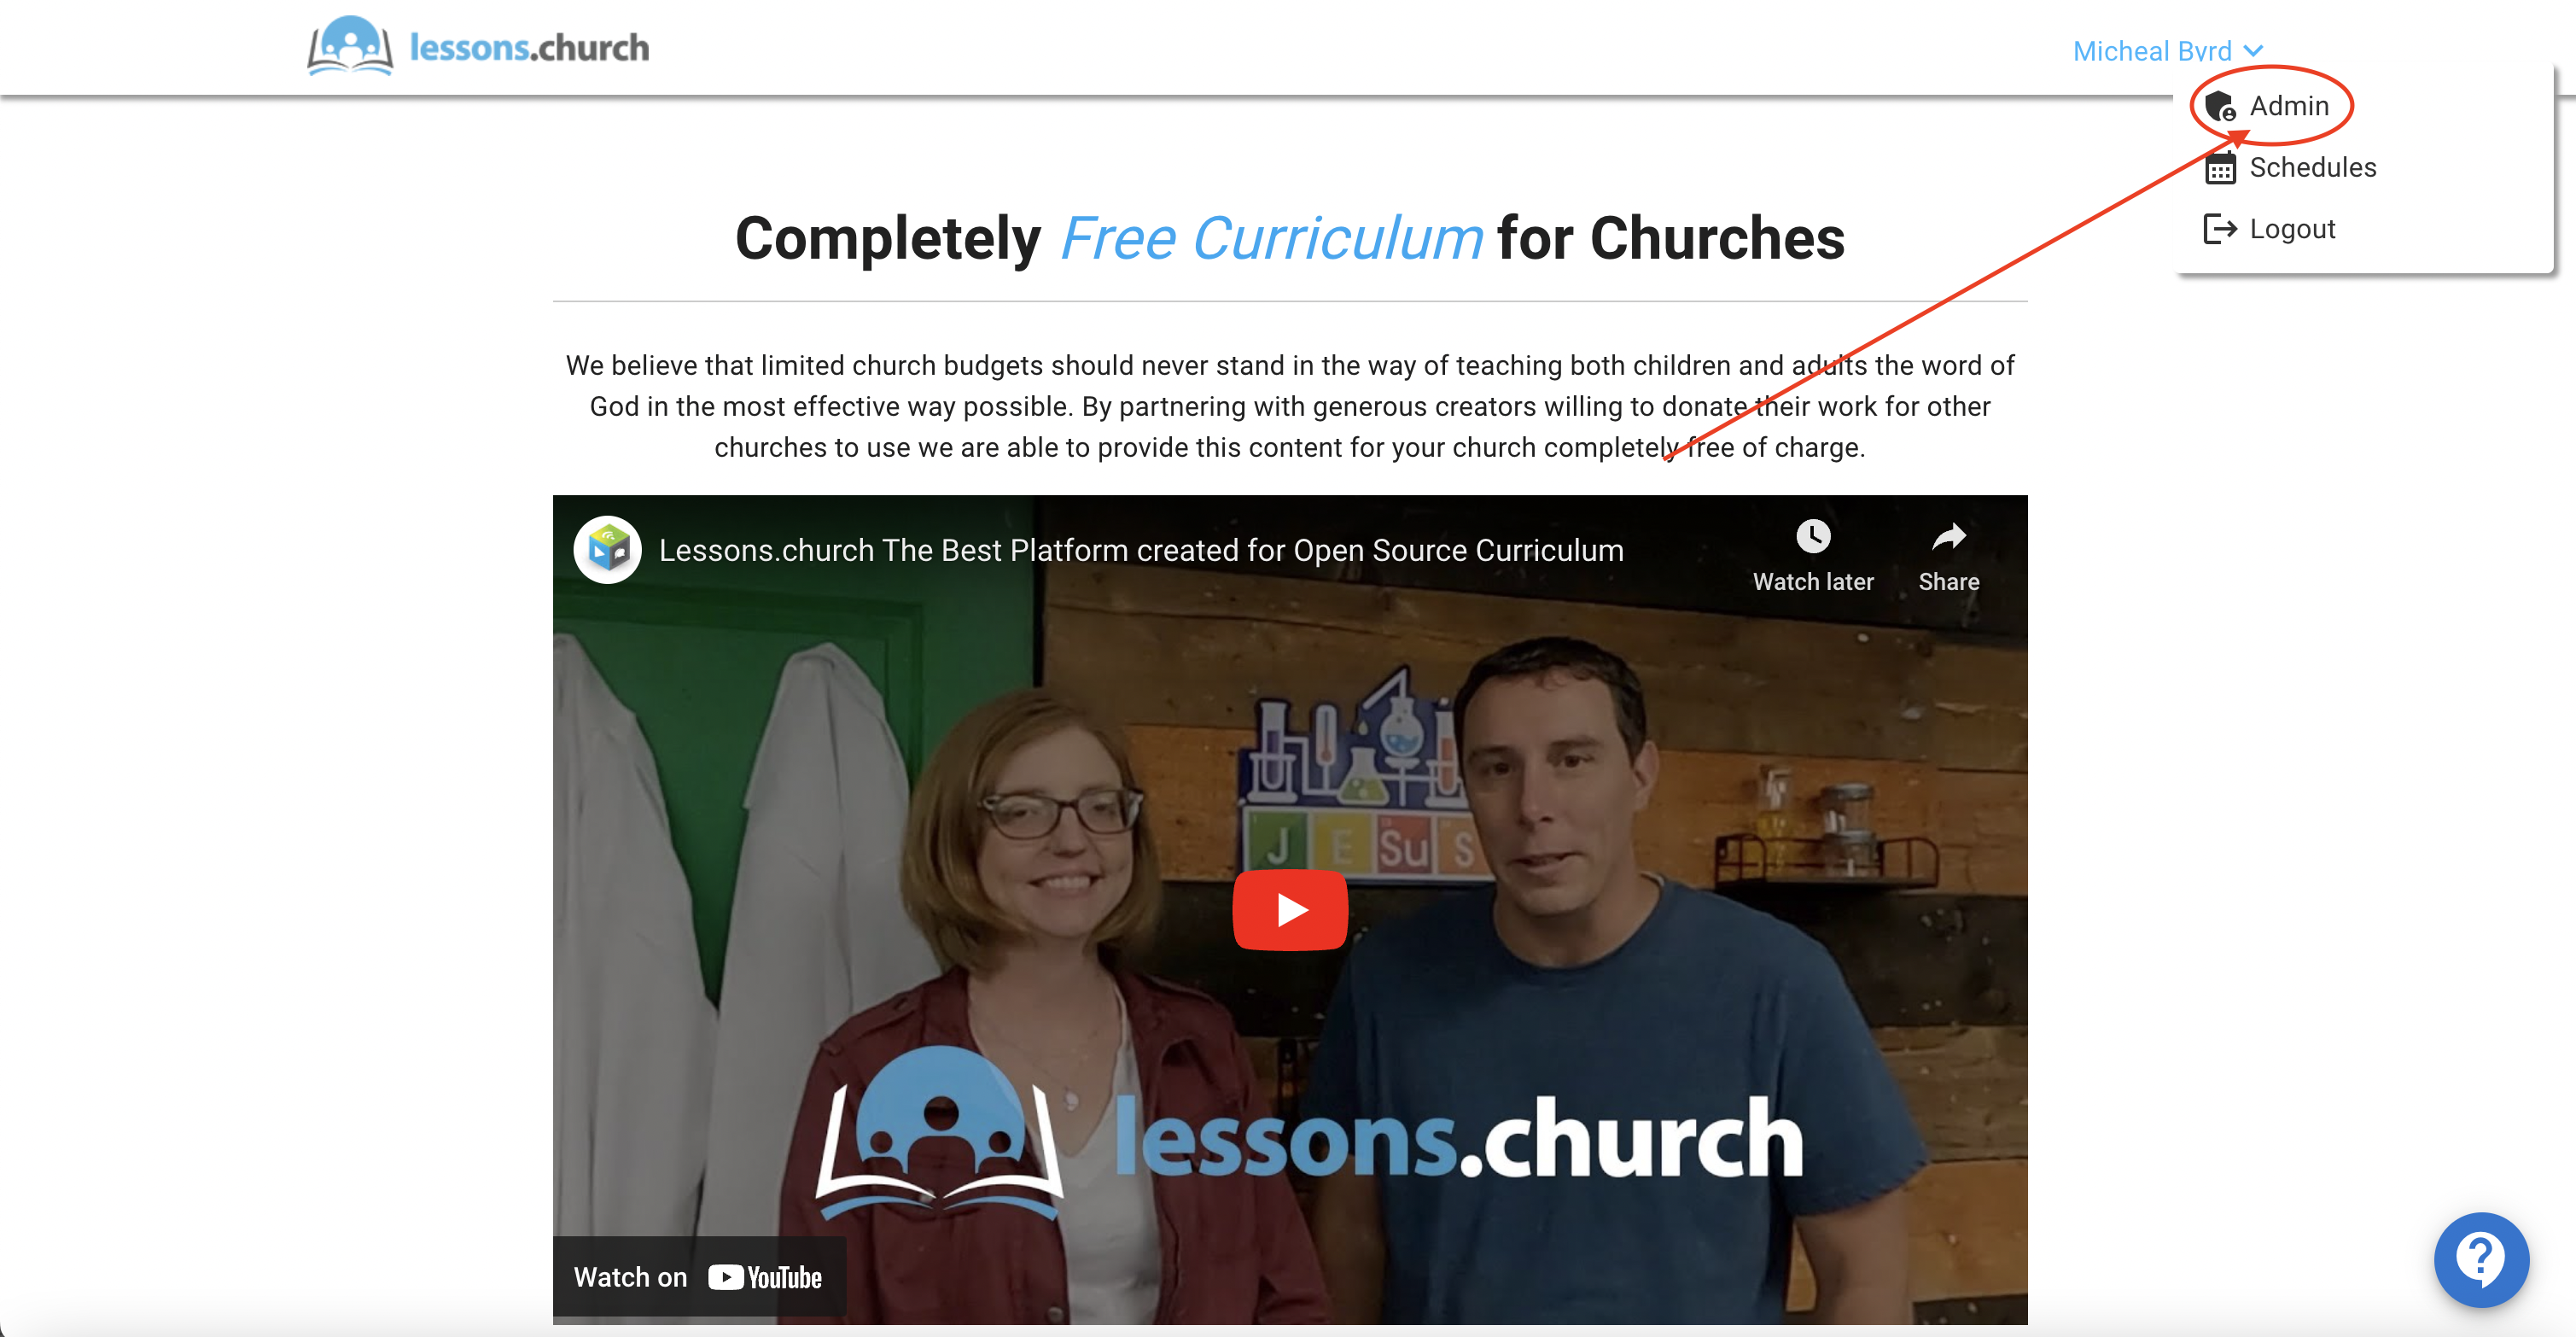 lessons.church
Micheal Byrd
Admin
Schedules
Logout
Completely Free Curriculum for Churches
We believe that limited church budgets should never stand in the way of teaching both children and adults the word of
God in the most effective way possible. By partnering with generous creators willing to donate their work for other
churches to use we are able to provide this content for your church completely free of charge.
Lessons.church The Best Platform created for Open Source Curriculum
Watch later
Share
J E Su S
lessons.church
Watch on YouTube
?